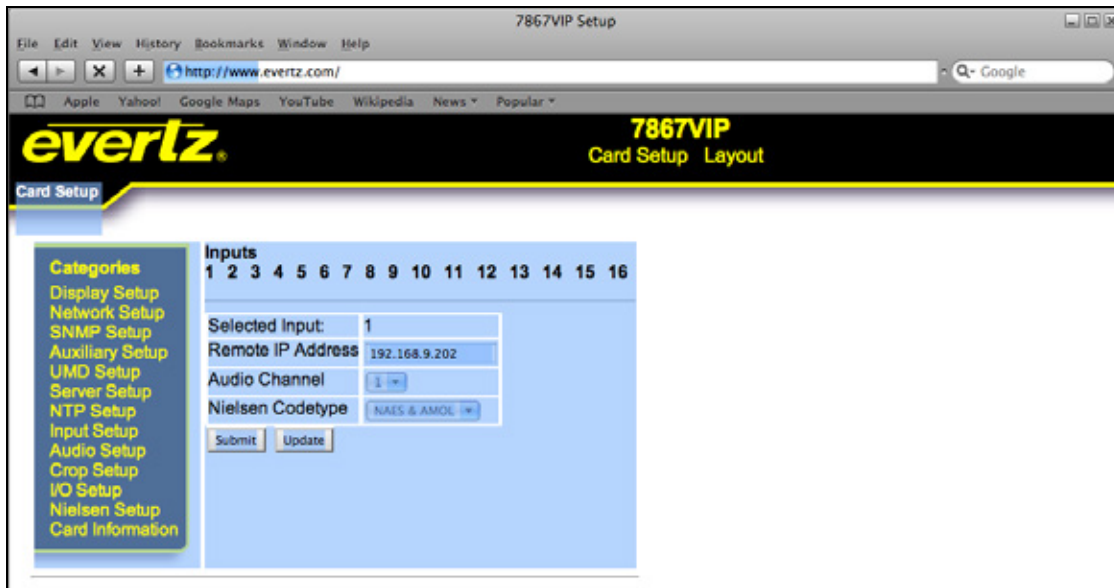 7867VIP Setup
File Edit View History Bookmarks Window Help
http://www.evertz.com/
Google
Apple Yahoo! Google Maps YouTube Wikipedia News Popular
evertz®
7867VIP
Card Setup Layout
Card Setup
Categories
Display Setup
Network Setup
SNMP Setup
Auxiliary Setup
UMD Setup
Server Setup
NTP Setup
Input Setup
Audio Setup
Crop Setup
I/O Setup
Nielsen Setup
Card Information
Inputs
1 2 3 4 5 6 7 8 9 10 11 12 13 14 15 16
Selected Input: 1
Remote IP Address 192.168.9.202
Audio Channel 1
Nielsen Codetype NAES & AMOL
Submit Update